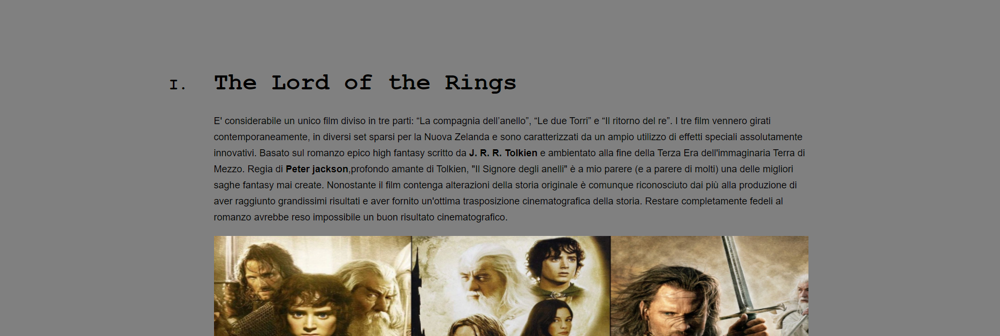 I. The Lord of the Rings
E' considerabile un unico film diviso in tre parti: “La compagnia dell’anello”, “Le due Torri” e “Il ritorno del re”. I tre film vennero girati
contemporaneamente, in diversi set sparsi per la Nuova Zelanda e sono caratterizzati da un ampio utilizzo di effetti speciali assolutamente
innovativi. Basato sul romanzo epico high fantasy scritto da J. R. R. Tolkien e ambientato alla fine della Terza Era dell'immaginaria Terra di
Mezzo. Regia di Peter jackson,profondo amante di Tolkien, "Il Signore degli anelli" è a mio parere (e a parere di molti) una delle migliori
saghe fantasy mai create. Nonostante il film contenga alterazioni della storia originale è comunque riconosciuto dai più alla produzione di
aver raggiunto grandissimi risultati e aver fornito un'ottima trasposizione cinematografica della storia. Restare completamente fedeli al
romanzo avrebbe reso impossibile un buon risultato cinematografico.